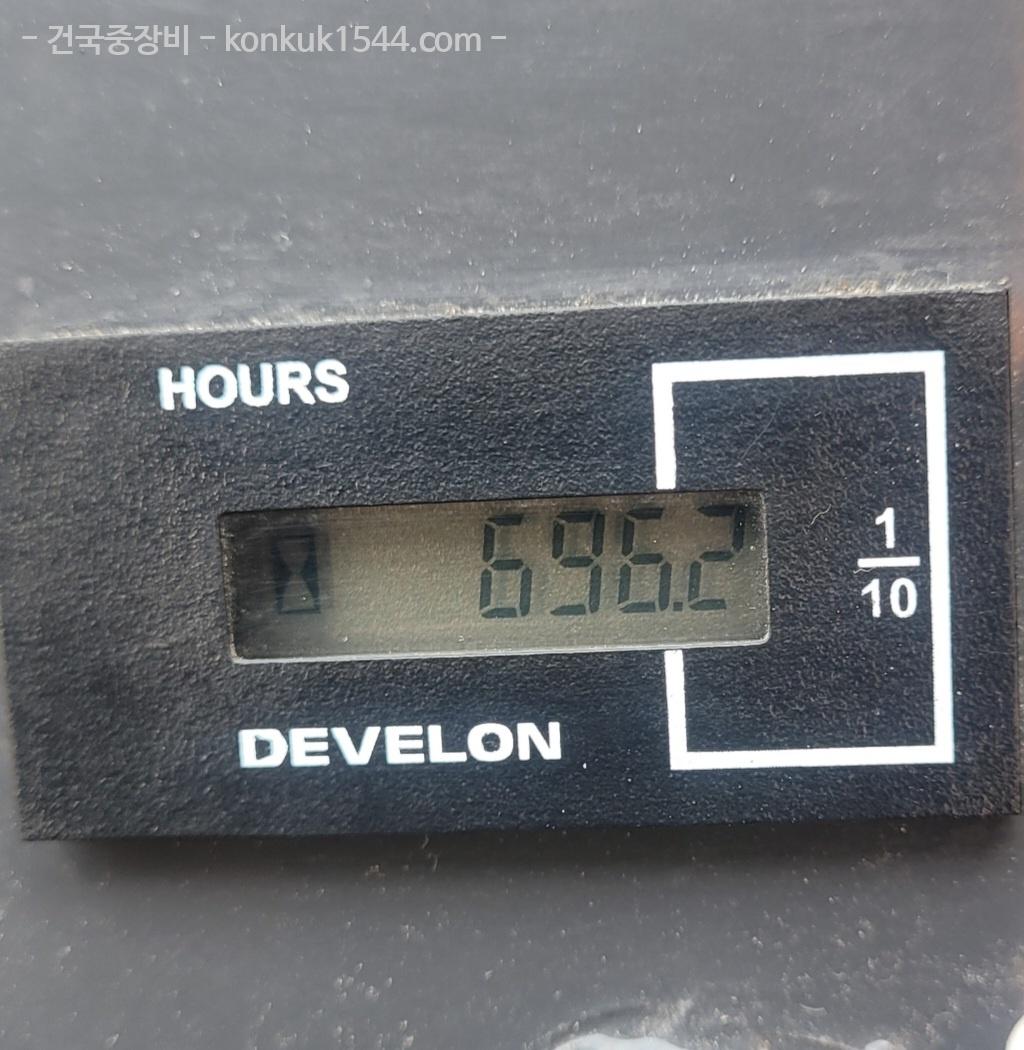 - 건국중장비 - konkuk1544.com -
HOURS
696.2
1
10
DEVELON